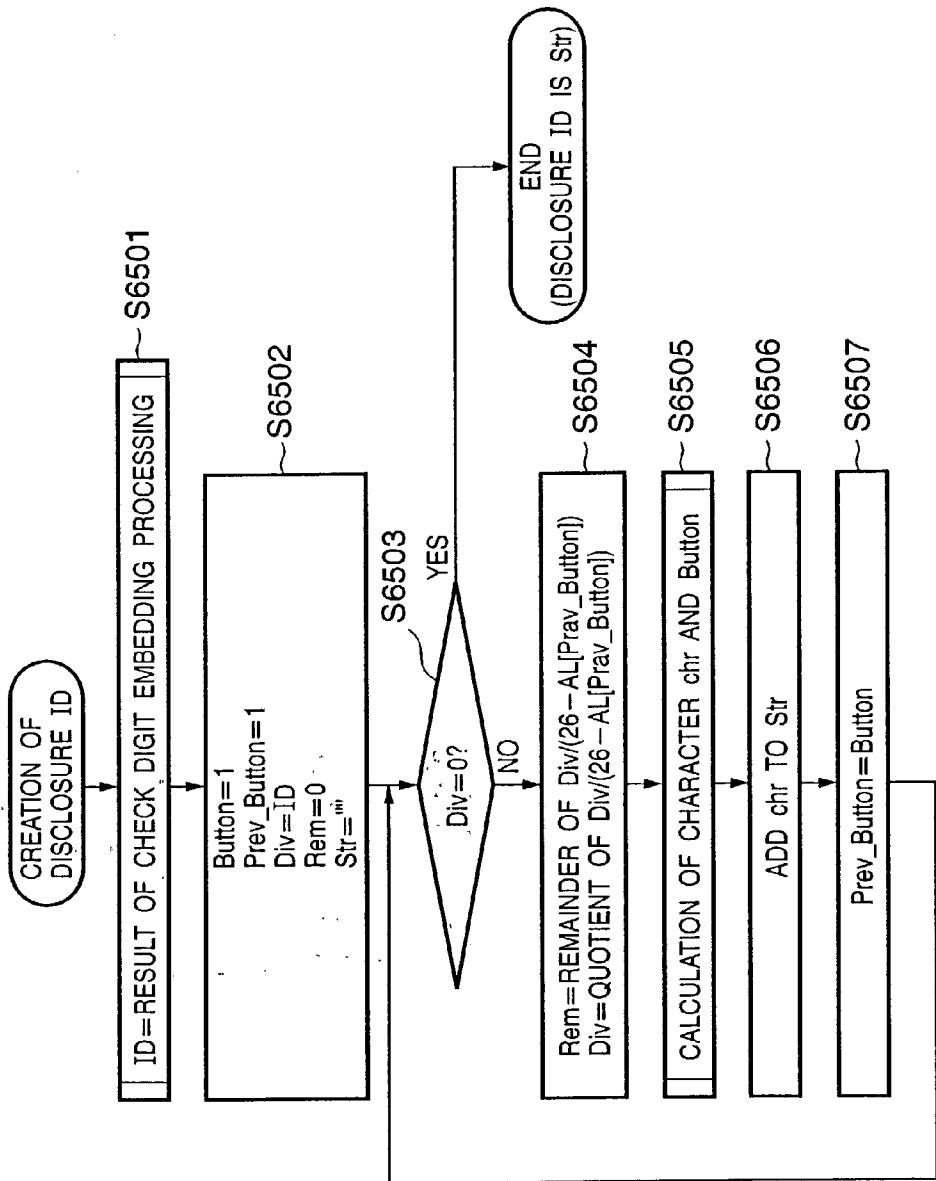 CREATION OF
DISCLOSURE ID
ID=RESULT OF CHECK DIGIT EMBEDDING PROCESSING
S6501
Button=1
Prev_Button=1
Div=ID
Rem=0
Str=""
S6502
Div=0?
S6503
YES
NO
END
(DISCLOSURE ID IS Str)
Rem=REMAINDER OF Div/(26-AL[Prav_Button])
Div=QUOTIENT OF Div/(26-AL[Prav_Button])
S6504
CALCULATION OF CHARACTER chr AND Button
S6505
ADD chr TO Str
S6506
Prev_Button=Button
S6507